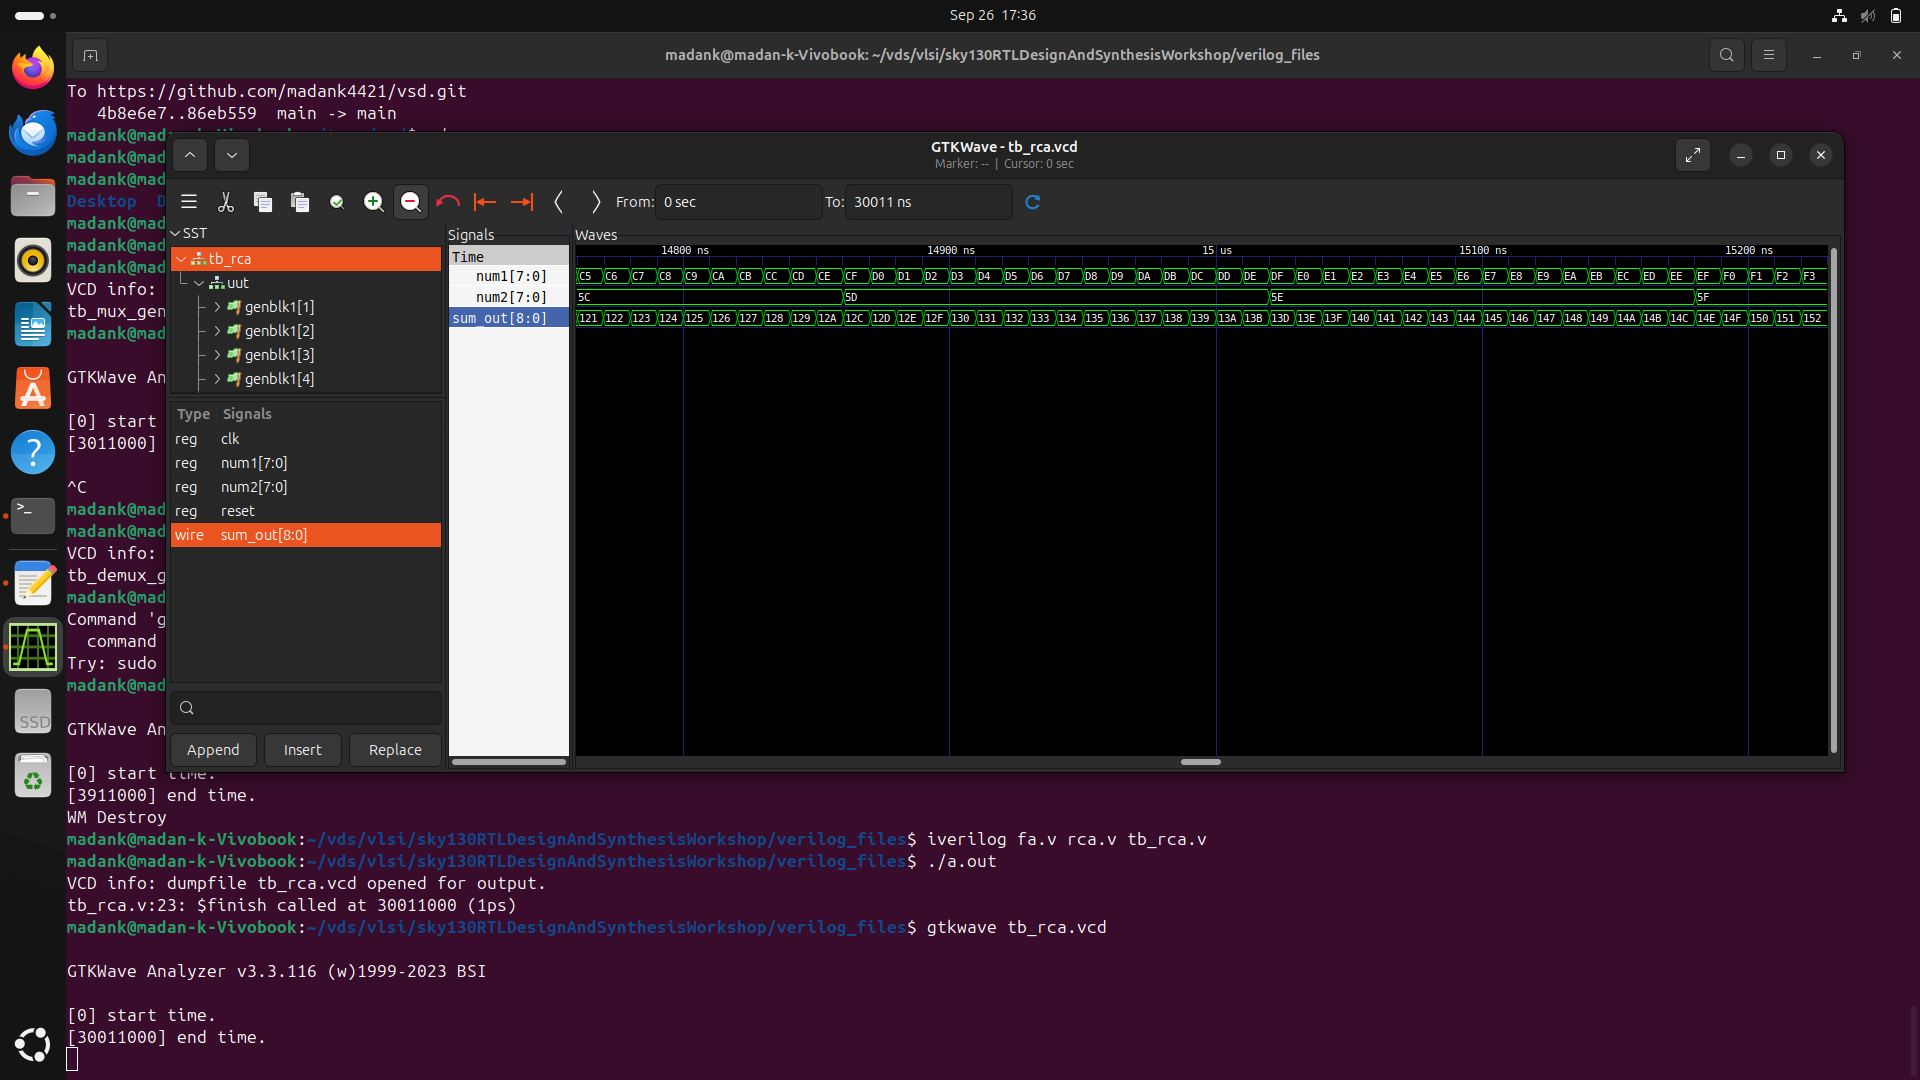 Sep 26 17:36
madank@madan-k-Vivobook: ~/vds/vlsi/sky130RTLDesignAndSynthesisWorkshop/verilog_files
To https://github.com/madank4421/vsd.git
4b8e6e7..86eb559 main -> main
madank@mad
madank@mad
madank@mad
Desktop D
madank@mad
madank@mad
madank@mad
VCD info:
tb_mux_gen
madank@mad
GTKWave An
[0] start
[3011000]
^C
madank@mad
madank@mad
VCD info:
tb_demux_g
madank@mad
Command 'g
command
Try: sudo
madank@mad
GTKWave An
GTKWave - tb_rca.vcd
Marker: -- | Cursor: 0 sec
From: 0 sec To: 30011 ns
SST
tb_rca
uut
genblk1[1]
genblk1[2]
genblk1[3]
genblk1[4]
Type Signals
reg clk
reg num1[7:0]
reg num2[7:0]
reg reset
wire sum_out[8:0]
Append Insert Replace
Signals
Time
num1[7:0]
num2[7:0]
sum_out[8:0]
Waves
14800 ns 14900 ns 15 us 15100 ns 15200 ns
C5 C6 C7 C8 C9 CA CB CC CD CE CF D0 D1 D2 D3 D4 D5 D6 D7 D8 D9 DA DB DC DD DE DF E0 E1 E2 E3 E4 E5 E6 E7 E8 E9 EA EB EC ED EE EF F0 F1 F2 F3
5C 5D 5E 5F
121 122 123 124 125 126 127 128 129 12A 12C 12D 12E 12F 130 131 132 133 134 135 136 137 138 139 13A 13B 13D 13E 13F 140 141 142 143 144 145 146 147 148 149 14A 14B 14C 14E 14F 150 151 152
[0] start time.
[3911000] end time.
WM Destroy
madank@madan-k-Vivobook:~/vds/vlsi/sky130RTLDesignAndSynthesisWorkshop/verilog_files$ iverilog fa.v rca.v tb_rca.v
madank@madan-k-Vivobook:~/vds/vlsi/sky130RTLDesignAndSynthesisWorkshop/verilog_files$ ./a.out
VCD info: dumpfile tb_rca.vcd opened for output.
tb_rca.v:23: $finish called at 30011000 (1ps)
madank@madan-k-Vivobook:~/vds/vlsi/sky130RTLDesignAndSynthesisWorkshop/verilog_files$ gtkwave tb_rca.vcd
GTKWave Analyzer v3.3.116 (w)1999-2023 BSI
[0] start time.
[30011000] end time.
SSD